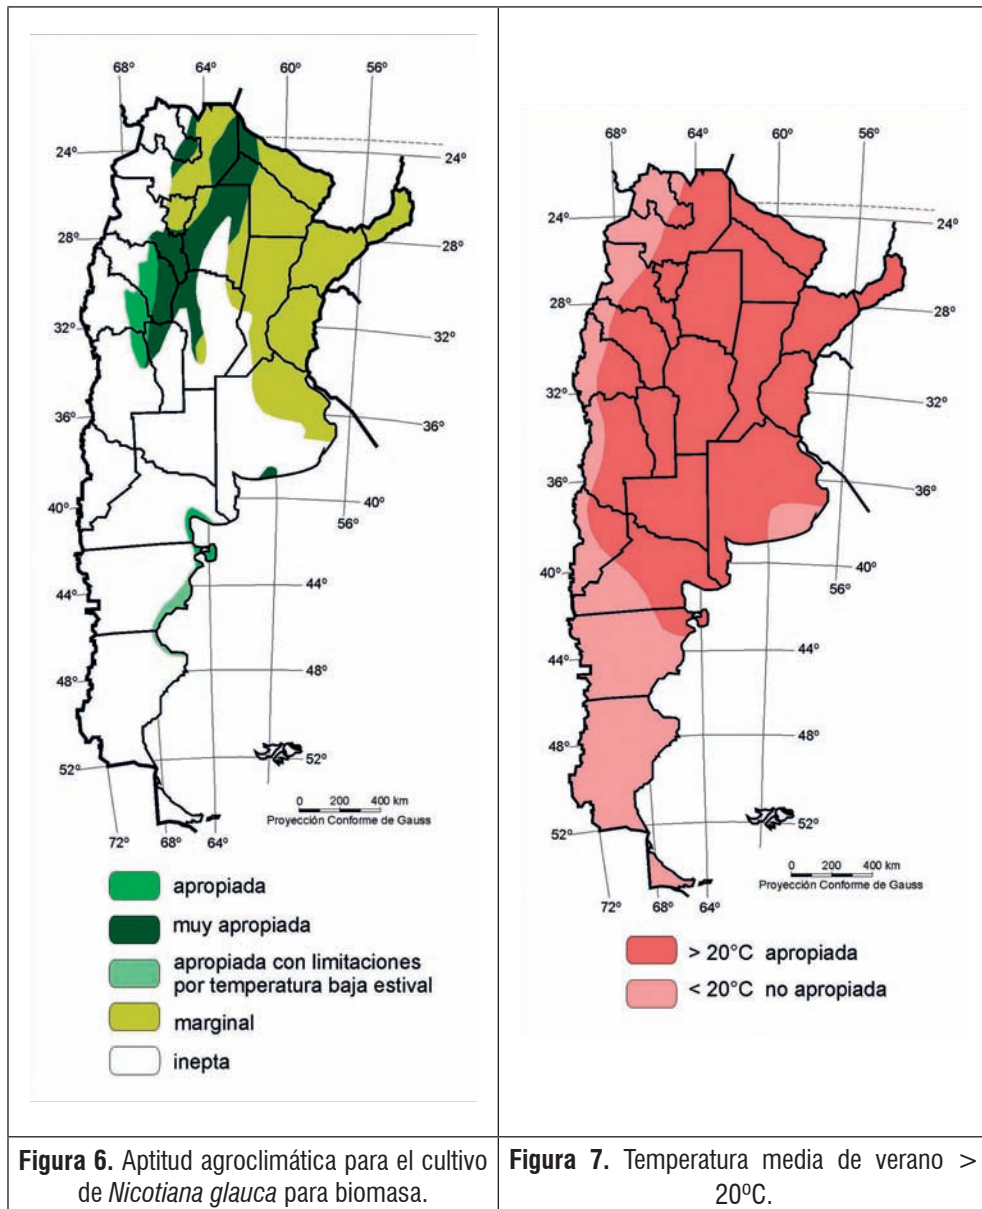 68º 64º 60º 56º
24º 24º
28º 28º
32º 32º
36º 36º
40º 40º
56º
44º 44º
48º 48º
52º 52º
0 200 400 km
Proyección Conforme de Gauss
72º 68º 64º
apropiada
muy apropiada
apropiada con limitaciones
por temperatura baja estival
marginal
inepta
Figura 6. Aptitud agroclimática para el cultivo
de Nicotiana glauca para biomasa.
68º 64º 60º 56º
24º 24º
28º 28º
32º 32º
36º 36º
40º 40º
56º
44º 44º
48º 48º
52º 52º
0 200 400 km
Proyección Conforme de Gauss
72º 68º 64º
> 20°C apropiada
< 20°C no apropiada
Figura 7. Temperatura media de verano >
20ºC.